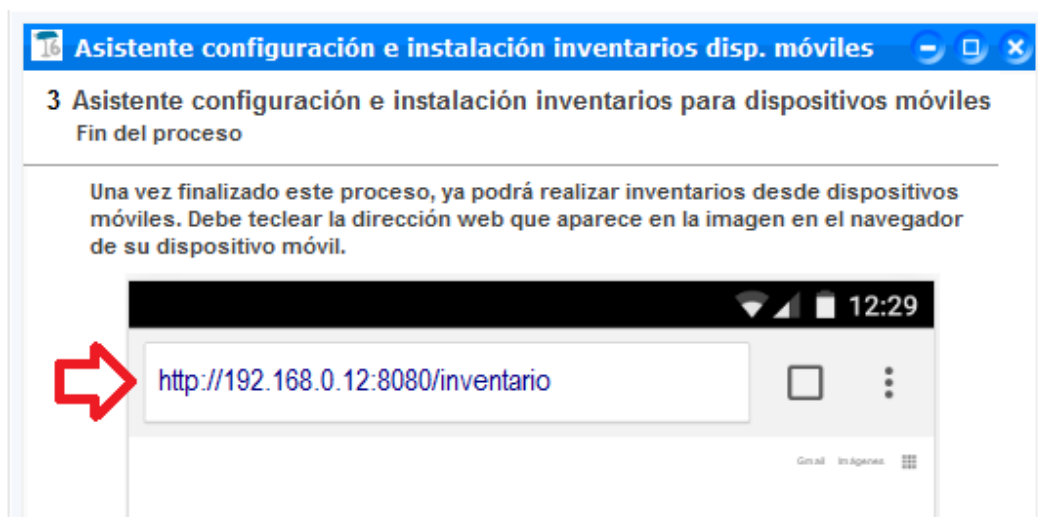 16 Asistente configuración e instalación inventarios disp. móviles
3 Asistente configuración e instalación inventarios para dispositivos móviles
Fin del proceso
Una vez finalizado este proceso, ya podrá realizar inventarios desde dispositivos
móviles. Debe teclear la dirección web que aparece en la imagen en el navegador
de su dispositivo móvil.
12:29
http://192.168.0.12:8080/inventario
Gmail Imágenes